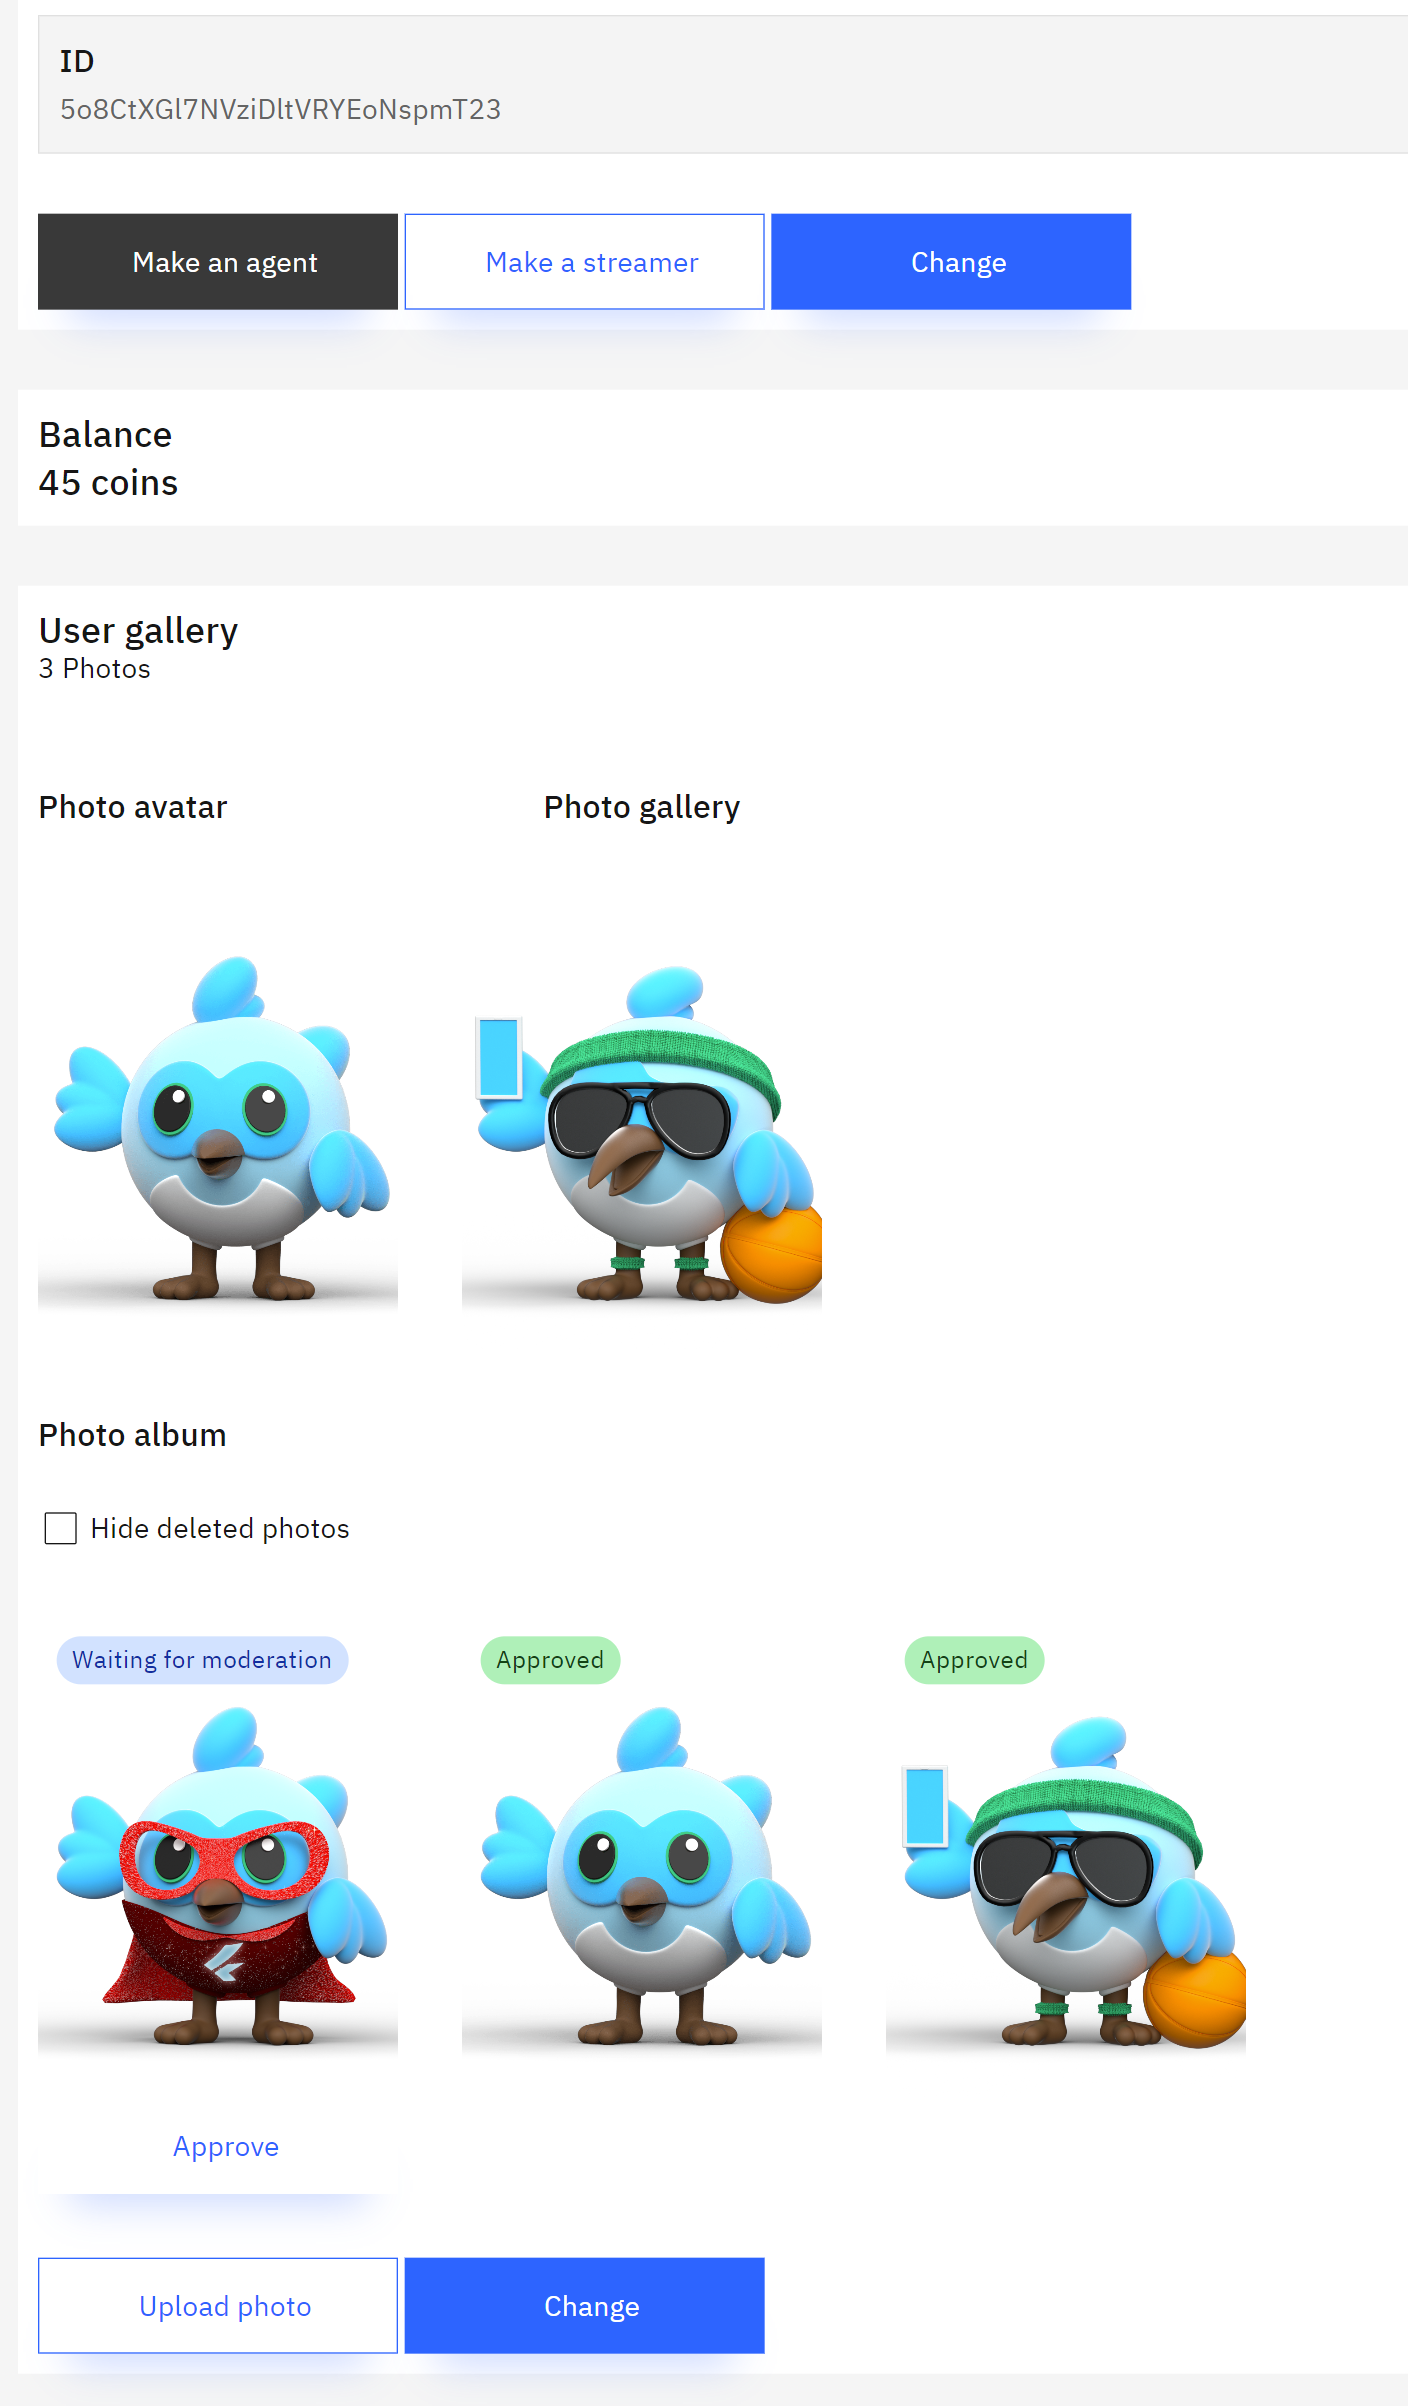 ID
5o8CtXGl7NVziDltVRYEoNspmT23
Make an agent
Make a streamer
Change
Balance
45 coins
User gallery
3 Photos
Photo avatar
Photo gallery
Photo album
Hide deleted photos
Waiting for moderation
Approved
Approved
Approve
Upload photo
Change